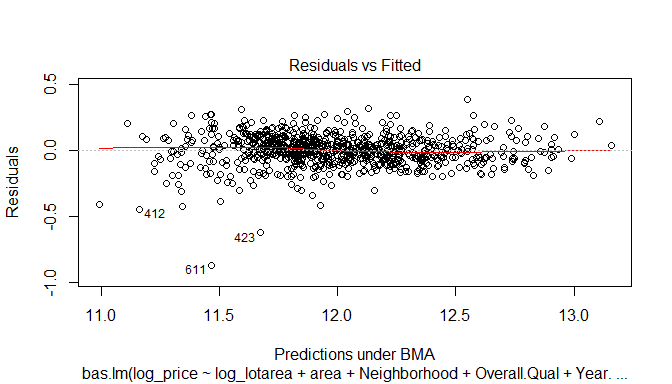 Residuals vs Fitted
Residuals
0.5
0.0
-0.5
-1.0
412
423
611
11.0 11.5 12.0 12.5 13.0
Predictions under BMA
bas.lm(log_price ~ log_lotarea + area + Neighborhood + Overall.Qual + Year. ...